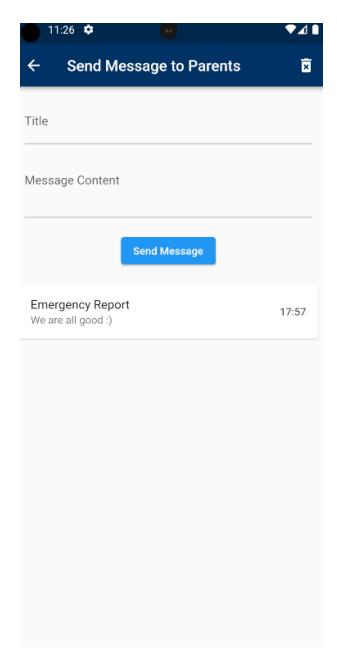 11:26
Send Message to Parents
Title
Message Content
Send Message
Emergency Report
17:57
We are all good :)